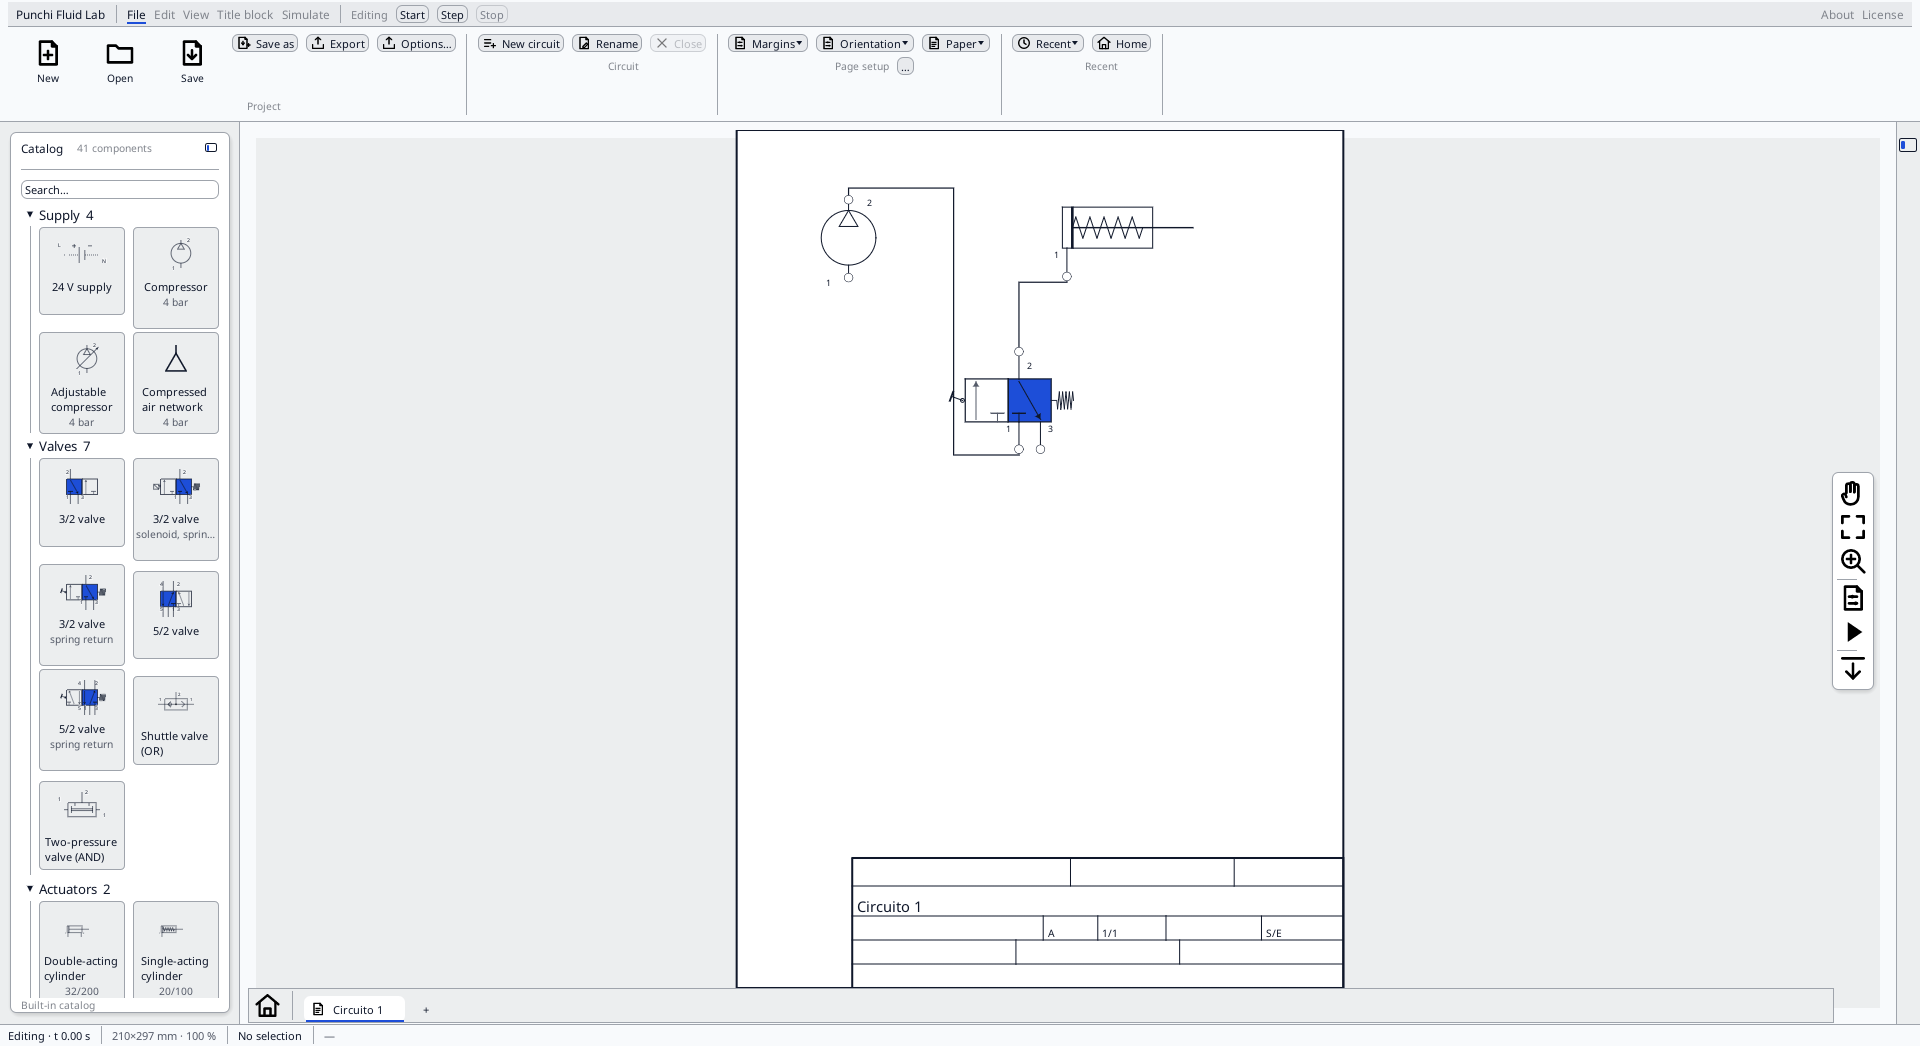 Punchi Fluid Lab File Edit View Title block Simulate Editing Start Step Stop About License
New Open Save Save as Export Options... New circuit Rename Close Margins Orientation Paper Recent Home
Circuit Page setup ... Recent
Project
Catalog 41 components
Search...
Supply 4
24 V supply
Compressor
4 bar
Adjustable
compressor
4 bar
Compressed
air network
4 bar
Valves 7
3/2 valve
3/2 valve
solenoid, sprin...
3/2 valve
spring return
5/2 valve
5/2 valve
spring return
Shuttle valve
(OR)
Two-pressure
valve (AND)
Actuators 2
Double-acting
cylinder
32/200
Single-acting
cylinder
20/100
Built-in catalog
2
1
1
2
1 3
Circuito 1
A 1/1 S/E
Circuito 1 +
Editing · t 0.00 s 210×297 mm · 100 % No selection —